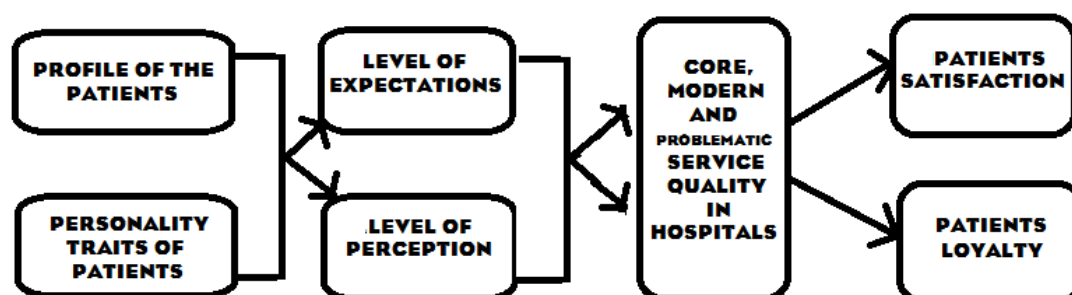 PROFILE OF THE
PATIENTS
PERSONALITY
TRAITS OF
PATIENTS
LEVEL OF
EXPECTATIONS
LEVEL OF
PERCEPTION
CORE,
MODERN
AND
PROBLEMATIC
SERVICE
QUALITY
IN
HOSPITALS
PATIENTS
SATISFACTION
PATIENTS
LOYALTY